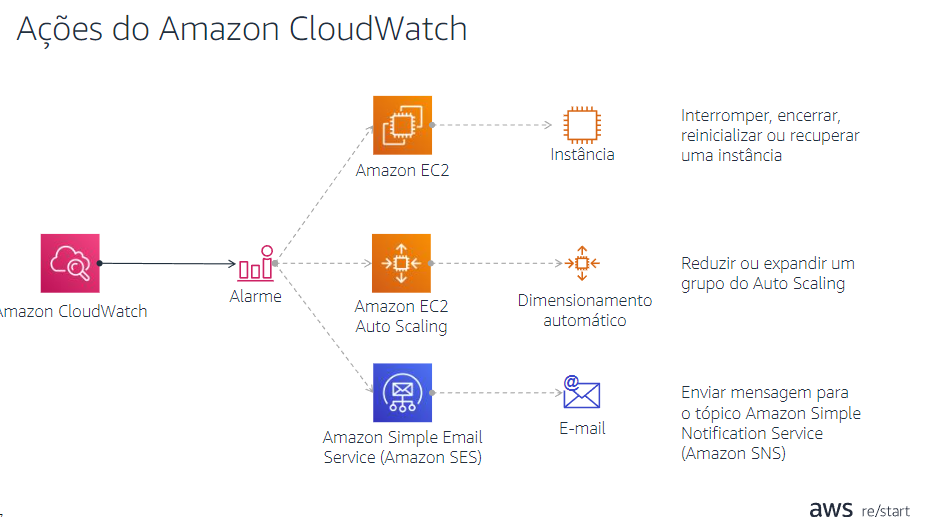 Ações do Amazon CloudWatch
Amazon EC2
Instância
Interromper, encerrar,
reinicializar ou recuperar
uma instância
Amazon CloudWatch
Alarme
Amazon EC2
Auto Scaling
Dimensionamento
automático
Reduzir ou expandir um
grupo do Auto Scaling
Amazon Simple Email
Service (Amazon SES)
@
E-mail
Enviar mensagem para
o tópico Amazon Simple
Notification Service
(Amazon SNS)
aws re/start